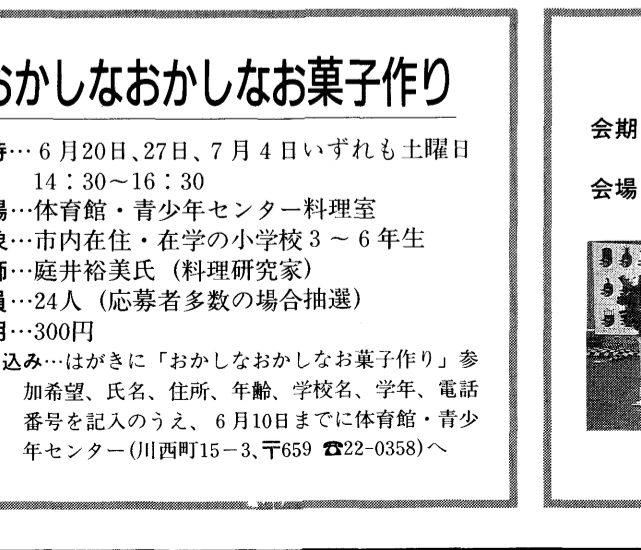 おかしなおかしなお菓子作り
時…6月20日、27日、7月4日いずれも土曜日
14:30～16:30
場…体育館・青少年センター料理室
象…市内在住・在学の小学校3～6年生
師…庭井裕美氏（料理研究家）
員…24人（応募者多数の場合抽選）
用…300円
込み…はがきに「おかしなおかしなお菓子作り」参
加希望、氏名、住所、年齢、学校名、学年、電話
番号を記入のうえ、6月10日までに体育館・青少
年センター(川西町15－3、〒659 ☎22-0358)へ
会期
会場